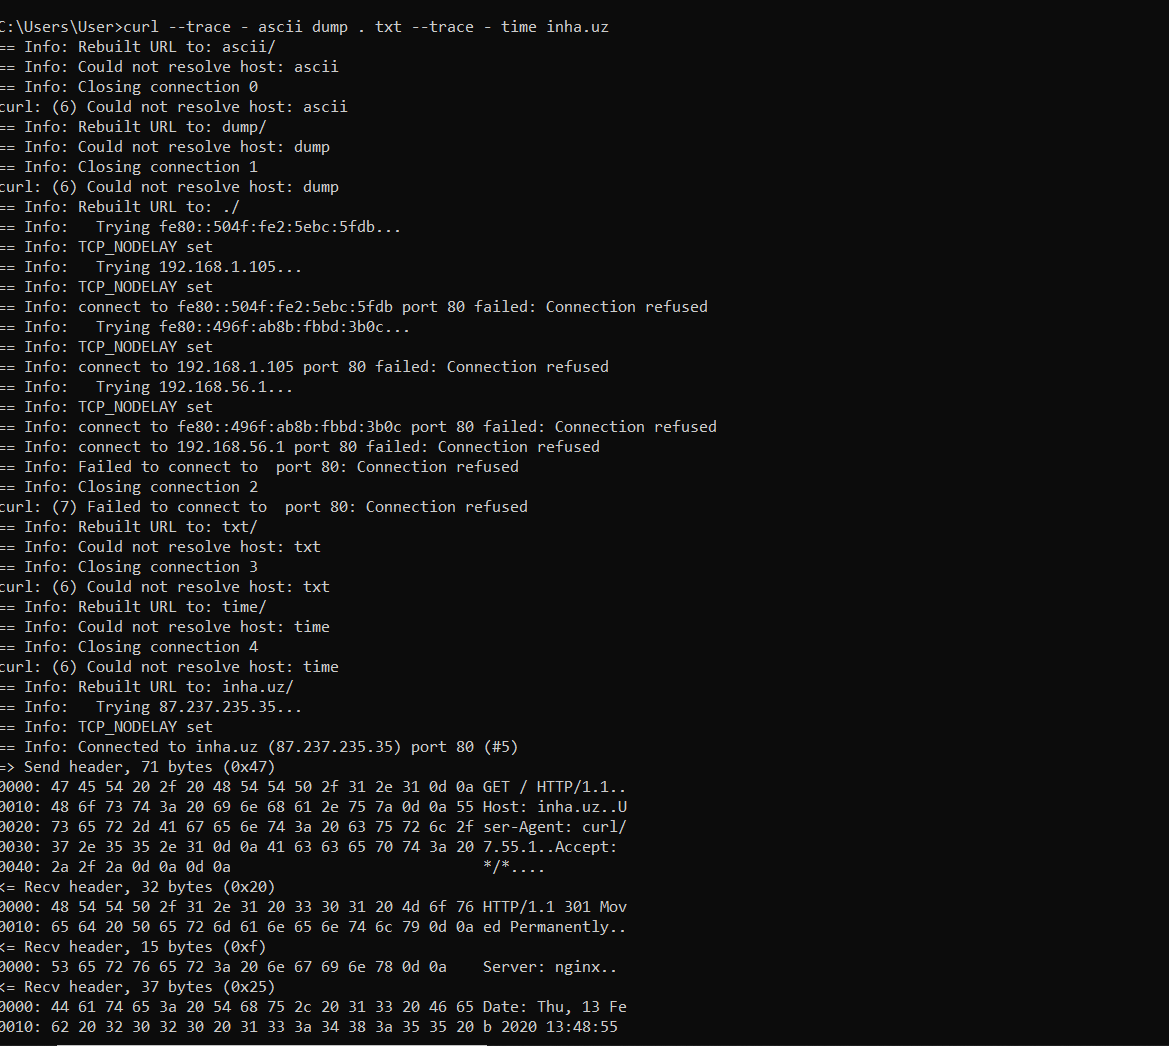 C:\Users\User>curl --trace - ascii dump . txt --trace - time inha.uz
== Info: Rebuilt URL to: ascii/
== Info: Could not resolve host: ascii
== Info: Closing connection 0
curl: (6) Could not resolve host: ascii
== Info: Rebuilt URL to: dump/
== Info: Could not resolve host: dump
== Info: Closing connection 1
curl: (6) Could not resolve host: dump
== Info: Rebuilt URL to: ./
== Info:   Trying fe80::504f:fe2:5ebc:5fdb...
== Info: TCP_NODELAY set
== Info:   Trying 192.168.1.105...
== Info: TCP_NODELAY set
== Info: connect to fe80::504f:fe2:5ebc:5fdb port 80 failed: Connection refused
== Info:   Trying fe80::496f:ab8b:fbbd:3b0c...
== Info: TCP_NODELAY set
== Info: connect to 192.168.1.105 port 80 failed: Connection refused
== Info:   Trying 192.168.56.1...
== Info: TCP_NODELAY set
== Info: connect to fe80::496f:ab8b:fbbd:3b0c port 80 failed: Connection refused
== Info: connect to 192.168.56.1 port 80 failed: Connection refused
== Info: Failed to connect to  port 80: Connection refused
== Info: Closing connection 2
curl: (7) Failed to connect to  port 80: Connection refused
== Info: Rebuilt URL to: txt/
== Info: Could not resolve host: txt
== Info: Closing connection 3
curl: (6) Could not resolve host: txt
== Info: Rebuilt URL to: time/
== Info: Could not resolve host: time
== Info: Closing connection 4
curl: (6) Could not resolve host: time
== Info: Rebuilt URL to: inha.uz/
== Info:   Trying 87.237.235.35...
== Info: TCP_NODELAY set
== Info: Connected to inha.uz (87.237.235.35) port 80 (#5)
=> Send header, 71 bytes (0x47)
0000: 47 45 54 20 2f 20 48 54 54 50 2f 31 2e 31 0d 0a GET / HTTP/1.1..
0010: 48 6f 73 74 3a 20 69 6e 68 61 2e 75 7a 0d 0a 55 Host: inha.uz..U
0020: 73 65 72 2d 41 67 65 6e 74 3a 20 63 75 72 6c 2f ser-Agent: curl/
0030: 37 2e 35 35 2e 31 0d 0a 41 63 63 65 70 74 3a 20 7.55.1..Accept:
0040: 2a 2f 2a 0d 0a 0d 0a                            */*....
<= Recv header, 32 bytes (0x20)
0000: 48 54 54 50 2f 31 2e 31 20 33 30 31 20 4d 6f 76 HTTP/1.1 301 Mov
0010: 65 64 20 50 65 72 6d 61 6e 65 6e 74 6c 79 0d 0a ed Permanently..
<= Recv header, 15 bytes (0xf)
0000: 53 65 72 76 65 72 3a 20 6e 67 69 6e 78 0d 0a    Server: nginx..
<= Recv header, 37 bytes (0x25)
0000: 44 61 74 65 3a 20 54 68 75 2c 20 31 33 20 46 65 Date: Thu, 13 Fe
0010: 62 20 32 30 32 30 20 31 33 3a 34 38 3a 35 35 20 b 2020 13:48:55